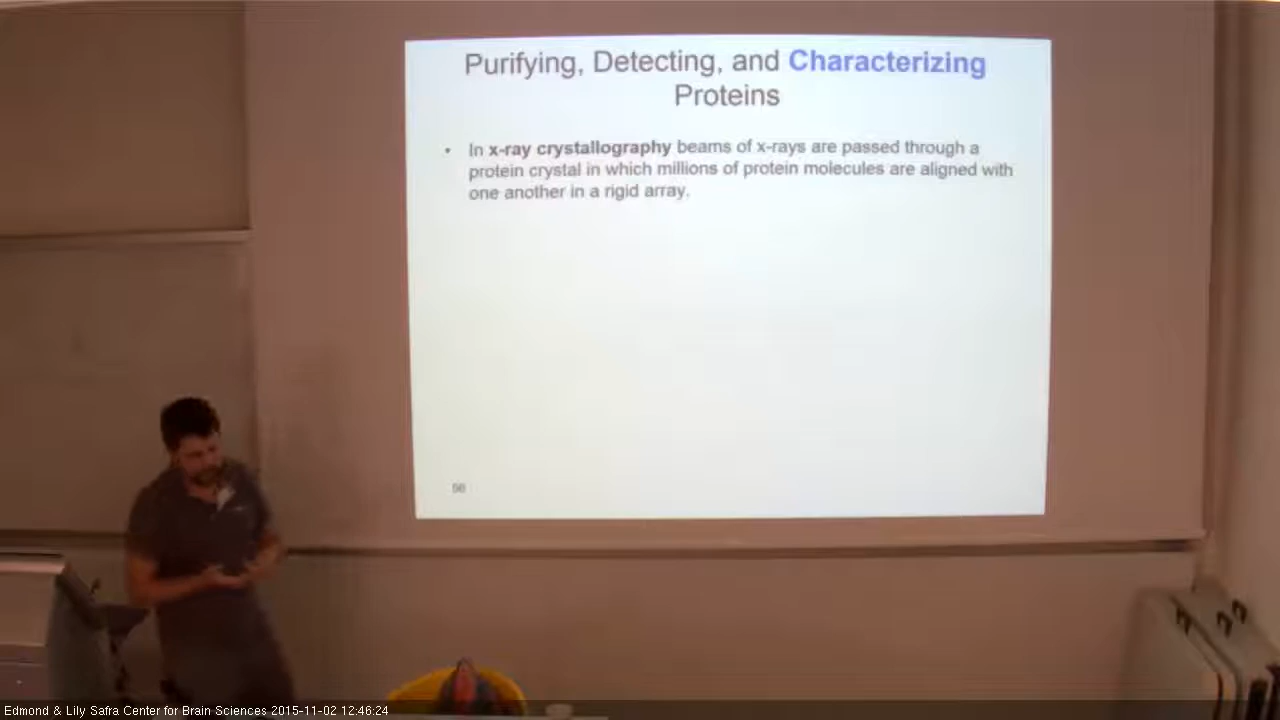 Purifying, Detecting, and Characterizing
Proteins
• In x-ray crystallography beams of x-rays are passed through a
protein crystal in which millions of protein molecules are aligned with
one another in a rigid array.
56
Edmond & Lily Safra Center for Brain Sciences 2015-11-02 12:46:24